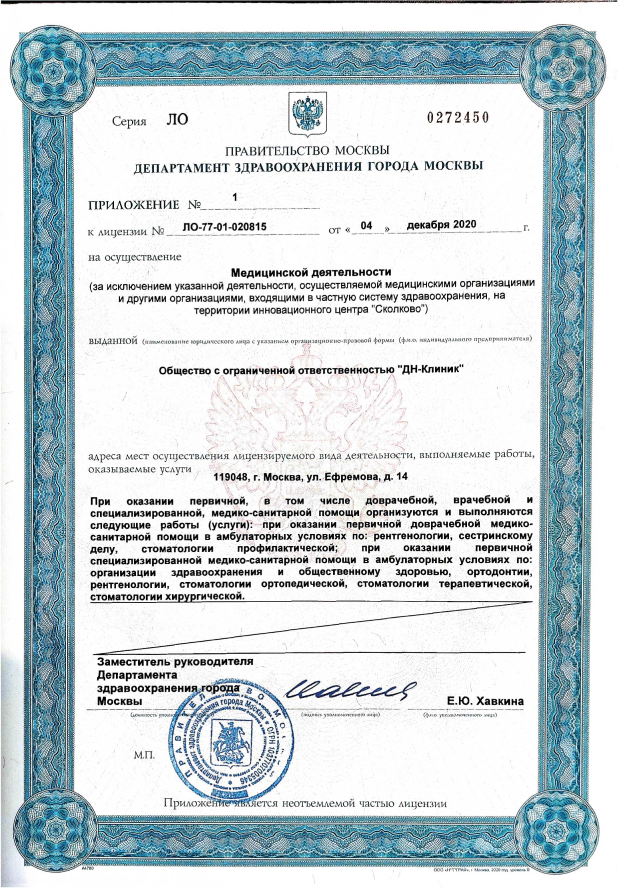 Серия ЛО
0272450
ПРАВИТЕЛЬСТВО МОСКВЫ
ДЕПАРТАМЕНТ ЗДРАВООХРАНЕНИЯ ГОРОДА МОСКВЫ
ПРИЛОЖЕНИЕ № 1
к лицензии № ЛО-77-01-020815 от « 04 » декабря 2020 г.
на осуществление
Медицинской деятельности
(за исключением указанной деятельности, осуществляемой медицинскими организациями
и другими организациями, входящими в частную систему здравоохранения, на
территории инновационного центра "Сколково")
выданной (наименование юридического лица с указанием организационно-правовой формы (ф.и.о. индивидуального предпринимателя)
Общество с ограниченной ответственностью "ДН-Клиник"
адреса мест осуществления лицензируемого вида деятельности, выполняемые работы,
оказываемые услуги
119048, г. Москва, ул. Ефремова, д. 14
При оказании первичной, в том числе доврачебной, врачебной и
специализированной, медико-санитарной помощи организуются и выполняются
следующие работы (услуги): при оказании первичной доврачебной медико-
санитарной помощи в амбулаторных условиях по: рентгенологии, сестринскому
делу, стоматологии профилактической; при оказании первичной
специализированной медико-санитарной помощи в амбулаторных условиях по:
организации здравоохранения и общественному здоровью, ортодонтии,
рентгенологии, стоматологии ортопедической, стоматологии терапевтической,
стоматологии хирургической.
Заместитель руководителя
Департамента
здравоохранения города
Москвы
Е.Ю. Хавкина
(должность уполномоченного лица) (подпись уполномоченного лица) (ф.и.о. уполномоченного лица)
М.П.
Приложение является неотъемлемой частью лицензии